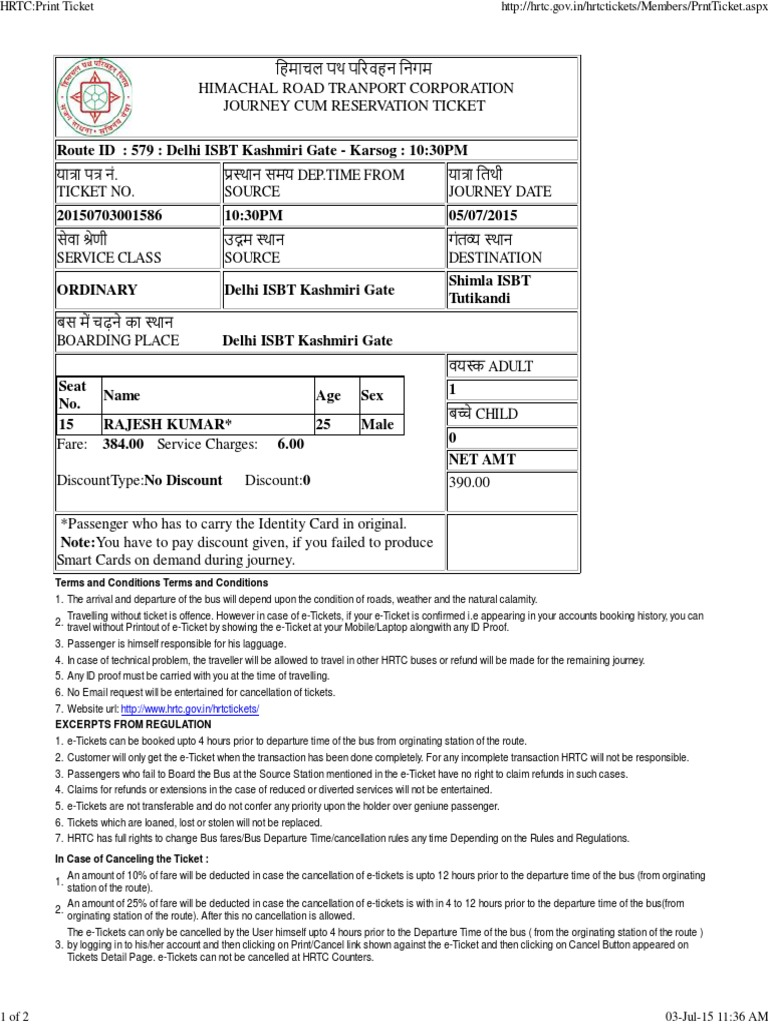 HRTC:Print Ticket
http://hrtc.gov.in/hrtctickets/Members/PrntTicket.aspx
हिमाचल पथ परिवहन निगम
HIMACHAL ROAD TRANPORT CORPORATION
JOURNEY CUM RESERVATION TICKET
Route ID : 579 : Delhi ISBT Kashmiri Gate - Karsog : 10:30PM
यात्रा पत्र नं.
TICKET NO.
प्रस्थान समय DEP.TIME FROM
SOURCE
यात्रा तिथी
JOURNEY DATE
20150703001586
10:30PM
05/07/2015
सेवा श्रेणी
SERVICE CLASS
उद्गम स्थान
SOURCE
गंतव्य स्थान
DESTINATION
ORDINARY
Delhi ISBT Kashmiri Gate
Shimla ISBT
Tutikandi
बस में चढ़ने का स्थान
BOARDING PLACE
Delhi ISBT Kashmiri Gate
वयस्क ADULT
1
बच्चे CHILD
0
NET AMT
390.00
Seat
No.
Name
Age
Sex
15
RAJESH KUMAR*
25
Male
Fare: 384.00 Service Charges: 6.00
DiscountType:No Discount Discount:0
*Passenger who has to carry the Identity Card in original.
Note:You have to pay discount given, if you failed to produce
Smart Cards on demand during journey.
Terms and Conditions Terms and Conditions
1. The arrival and departure of the bus will depend upon the condition of roads, weather and the natural calamity.
2. Travelling without ticket is offence. However in case of e-Tickets, if your e-Ticket is confirmed i.e appearing in your accounts booking history, you can
travel without Printout of e-Ticket by showing the e-Ticket at your Mobile/Laptop alongwith any ID Proof.
3. Passenger is himself responsible for his lagguage.
4. In case of technical problem, the traveller will be allowed to travel in other HRTC buses or refund will be made for the remaining journey.
5. Any ID proof must be carried with you at the time of travelling.
6. No Email request will be entertained for cancellation of tickets.
7. Website url: http://www.hrtc.gov.in/hrtctickets/
EXCERPTS FROM REGULATION
1. e-Tickets can be booked upto 4 hours prior to departure time of the bus from orginating station of the route.
2. Customer will only get the e-Ticket when the transaction has been done completely. For any incomplete transaction HRTC will not be responsible.
3. Passengers who fail to Board the Bus at the Source Station mentioned in the e-Ticket have no right to claim refunds in such cases.
4. Claims for refunds or extensions in the case of reduced or diverted services will not be entertained.
5. e-Tickets are not transferable and do not confer any priority upon the holder over geniune passenger.
6. Tickets which are loaned, lost or stolen will not be replaced.
7. HRTC has full rights to change Bus fares/Bus Departure Time/cancellation rules any time Depending on the Rules and Regulations.
In Case of Canceling the Ticket :
1. An amount of 10% of fare will be deducted in case the cancellation of e-tickets is upto 12 hours prior to the departure time of the bus (from orginating
station of the route).
2. An amount of 25% of fare will be deducted in case the cancellation of e-tickets is with in 4 to 12 hours prior to the departure time of the bus(from
orginating station of the route). After this no cancellation is allowed.
3. The e-Tickets can only be cancelled by the User himself upto 4 hours prior to the Departure Time of the bus ( from the orginating station of the route )
by logging in to his/her account and then clicking on Print/Cancel link shown against the e-Ticket and then clicking on Cancel Button appeared on
Tickets Detail Page. e-Tickets can not be cancelled at HRTC Counters.
1 of 2
03-Jul-15 11:36 AM